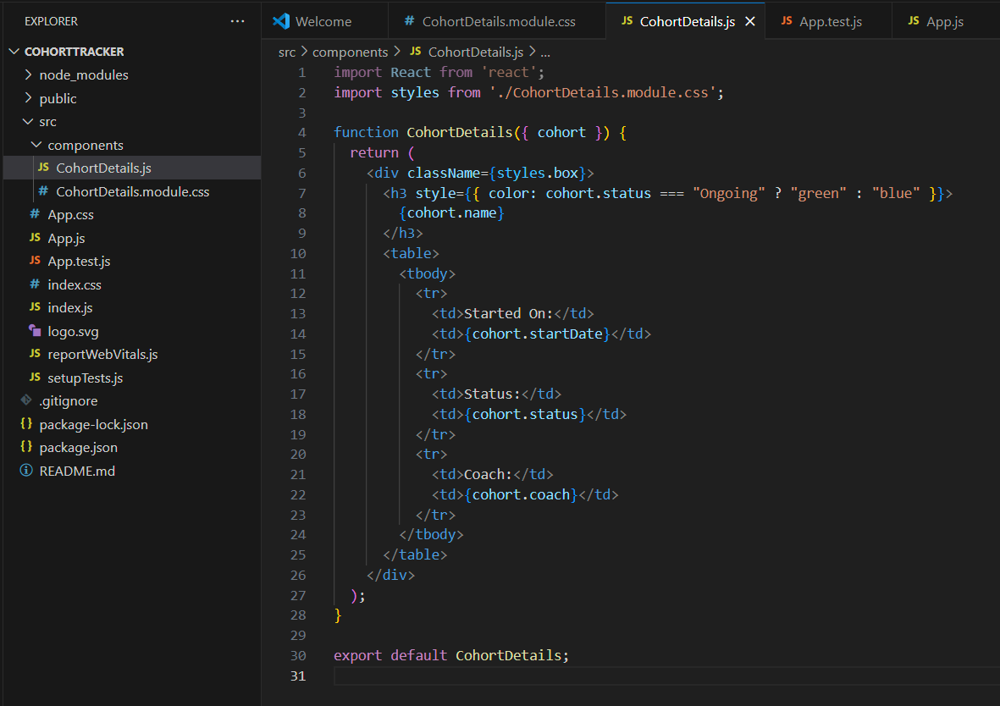 EXPLORER ...
COHORTTRACKER
node_modules
public
src
components
JS CohortDetails.js
# CohortDetails.module.css
# App.css
JS App.js
JS App.test.js
# index.css
JS index.js
logo.svg
JS reportWebVitals.js
JS setupTests.js
.gitignore
{} package-lock.json
{} package.json
README.md
Welcome
# CohortDetails.module.css
JS CohortDetails.js
JS App.test.js
JS App.js
src > components > JS CohortDetails.js > ...
1 import React from 'react';
2 import styles from './CohortDetails.module.css';
3
4 function CohortDetails({ cohort }) {
5   return (
6     <div className={styles.box}>
7       <h3 style={{ color: cohort.status === "Ongoing" ? "green" : "blue" }}>
8         {cohort.name}
9       </h3>
10       <table>
11         <tbody>
12           <tr>
13             <td>Started On:</td>
14             <td>{cohort.startDate}</td>
15           </tr>
16           <tr>
17             <td>Status:</td>
18             <td>{cohort.status}</td>
19           </tr>
20           <tr>
21             <td>Coach:</td>
22             <td>{cohort.coach}</td>
23           </tr>
24         </tbody>
25       </table>
26     </div>
27   );
28 }
29
30 export default CohortDetails;
31